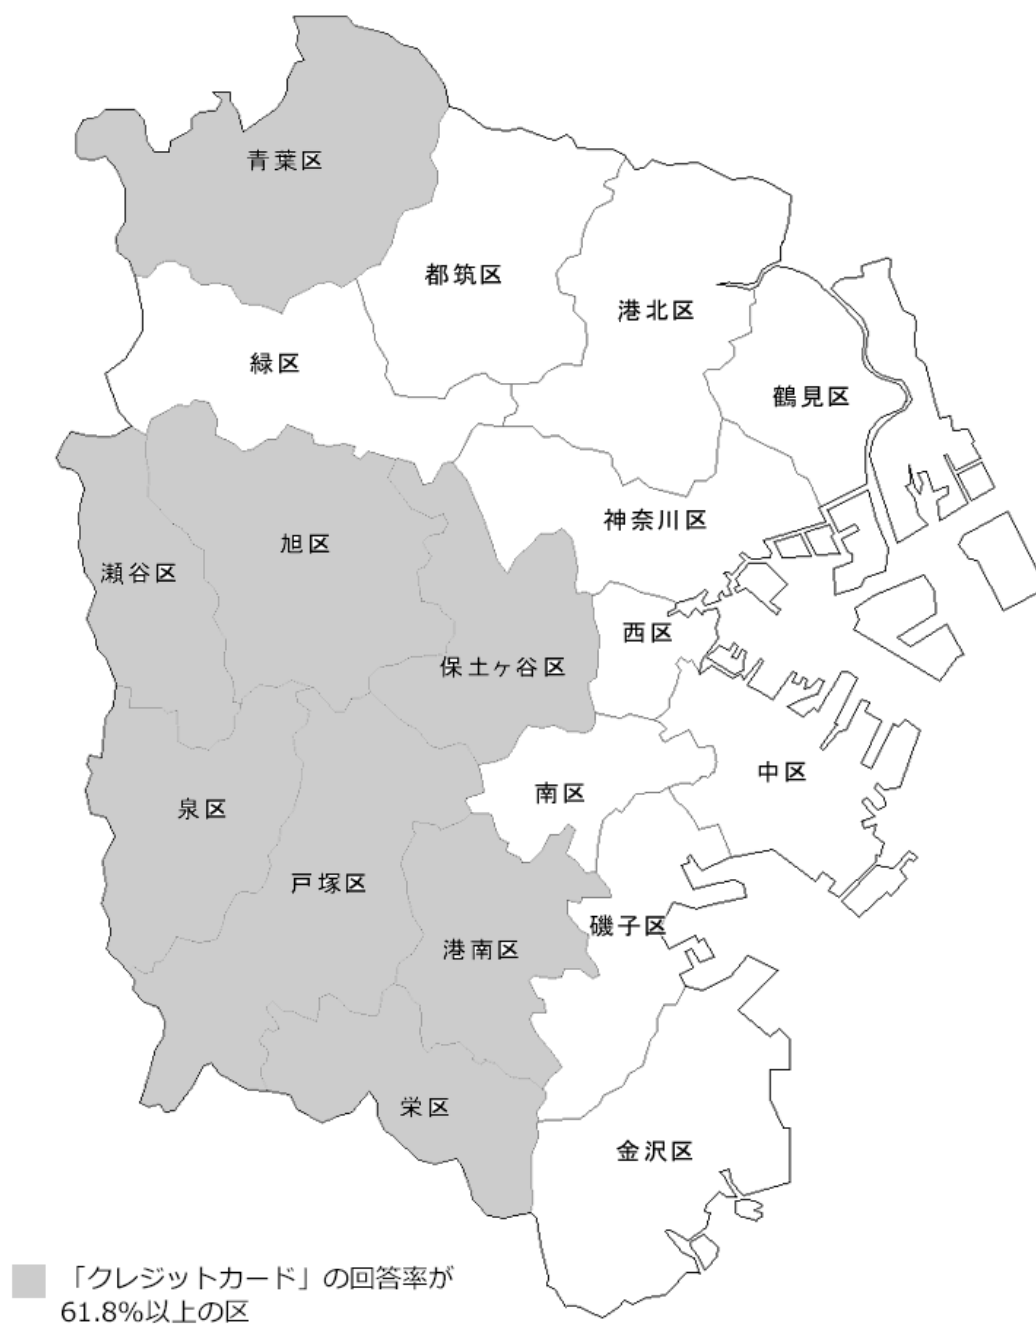 青葉区
都筑区
港北区
緑区
鶴見区
神奈川区
旭区
瀬谷区
西区
保土ヶ谷区
中区
南区
泉区
戸塚区
磯子区
港南区
栄区
金沢区
「クレジットカード」の回答率が
61.8%以上の区